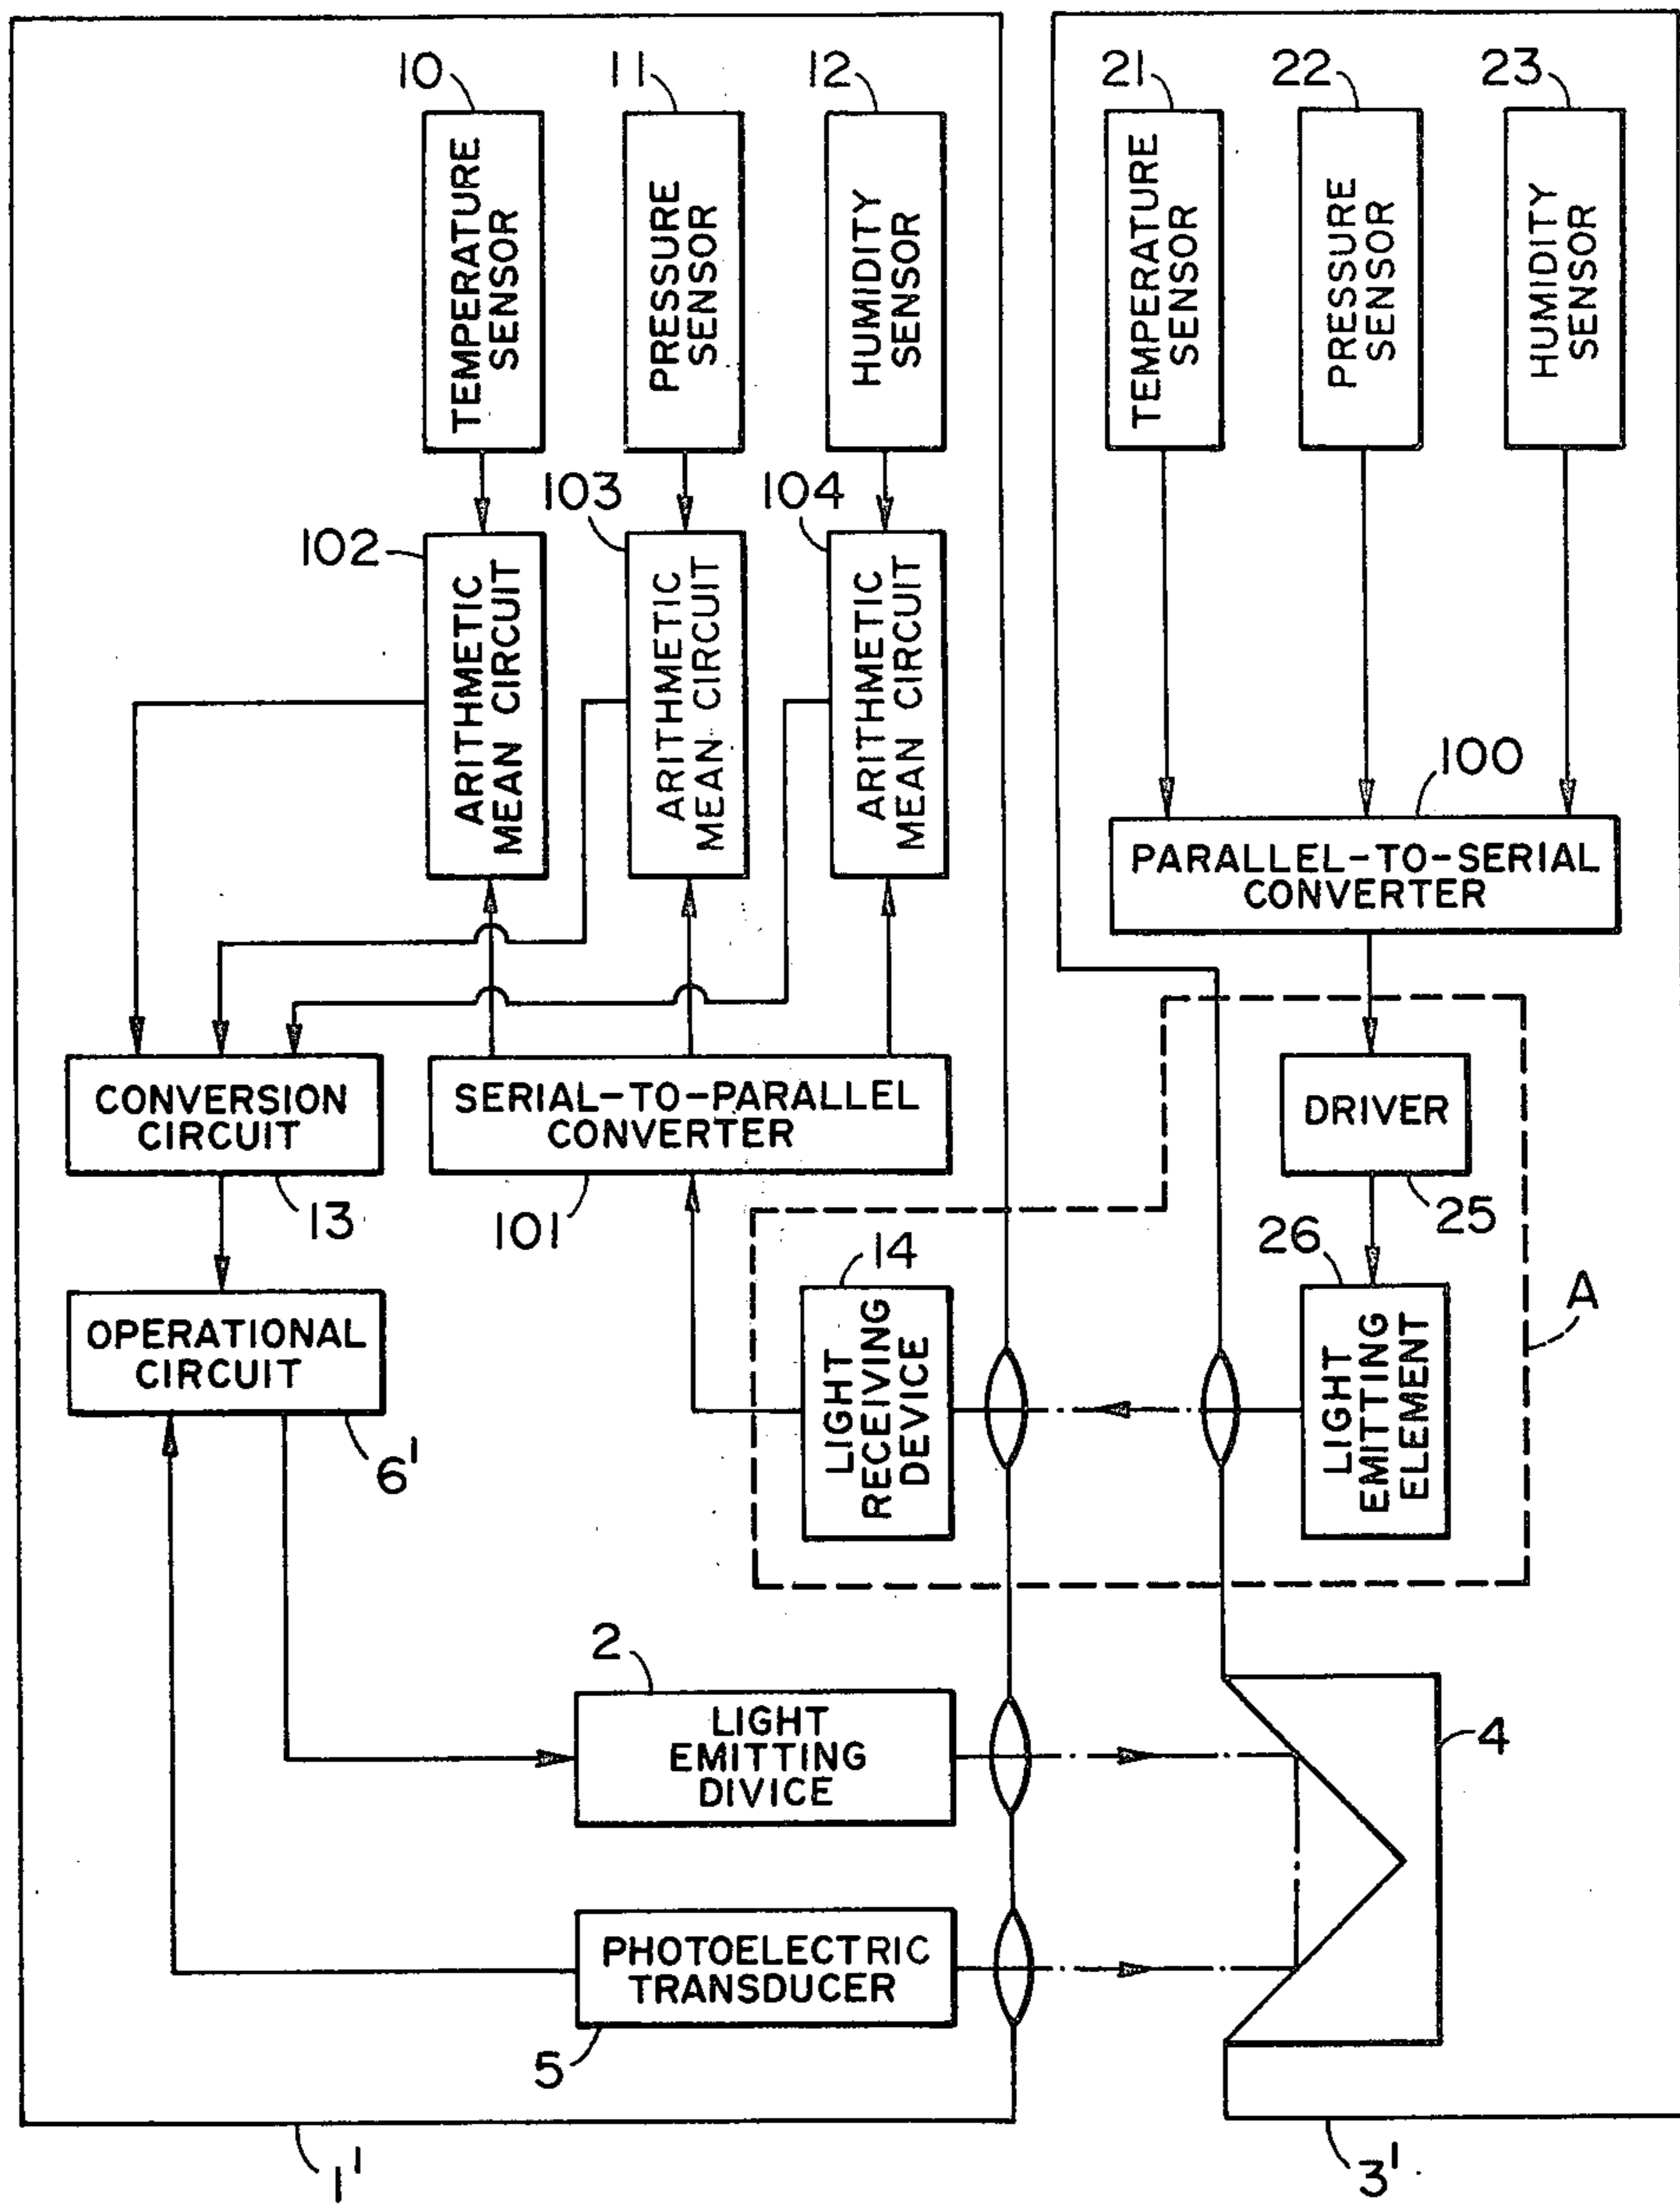 10
11
12
21
22
23
TEMPERATURE
SENSOR
PRESSURE
SENSOR
HUMIDITY
SENSOR
TEMPERATURE
SENSOR
PRESSURE
SENSOR
HUMIDITY
SENSOR
102
103
104
ARITHMETIC
MEAN CIRCUIT
ARITHMETIC
MEAN CIRCUIT
ARITHMETIC
MEAN CIRCUIT
100
PARALLEL-TO-SERIAL
CONVERTER
CONVERSION
CIRCUIT
13
SERIAL-TO-PARALLEL
CONVERTER
101
DRIVER
25
OPERATIONAL
CIRCUIT
6'
14
LIGHT
RECEIVING
DEVICE
26
LIGHT
EMITTING
ELEMENT
A
2
LIGHT
EMITTING
DIVICE
4
PHOTOELECTRIC
TRANSDUCER
5
1'
3'